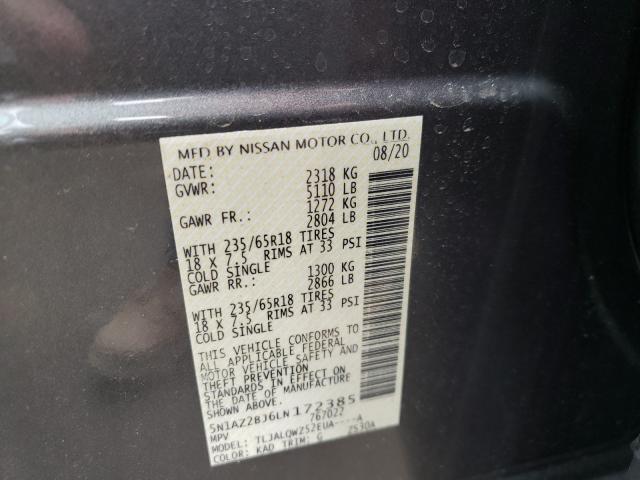 MFD BY NISSAN MOTOR CO., LTD.
DATE: 08/20
GVWR: 2318 KG
5110 LB
GAWR FR.: 1272 KG
2804 LB
WITH 235/65R18 TIRES
18 X 7.5 RIMS AT 33 PSI
COLD SINGLE
GAWR RR.: 1300 KG
2866 LB
WITH 235/65R18 TIRES
18 X 7.5 RIMS AT 33 PSI
COLD SINGLE
THIS VEHICLE CONFORMS TO
ALL APPLICABLE FEDERAL
MOTOR VEHICLE SAFETY AND
THEFT PREVENTION
STANDARDS IN EFFECT ON
THE DATE OF MANUFACTURE
SHOWN ABOVE.
5N1AZ2BJ6LN172385
MPV 767022
MODEL: TLJALQWZ52EUA----A
COLOR: KAD TRIM: G Z530A